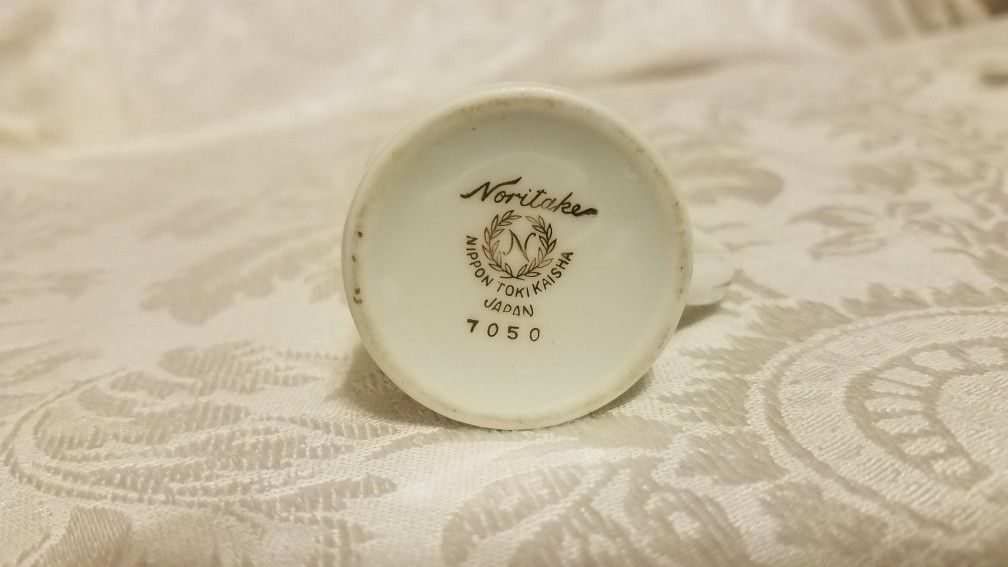 Noritake
N
NIPPON TOKI KAISHA
JAPAN
7050